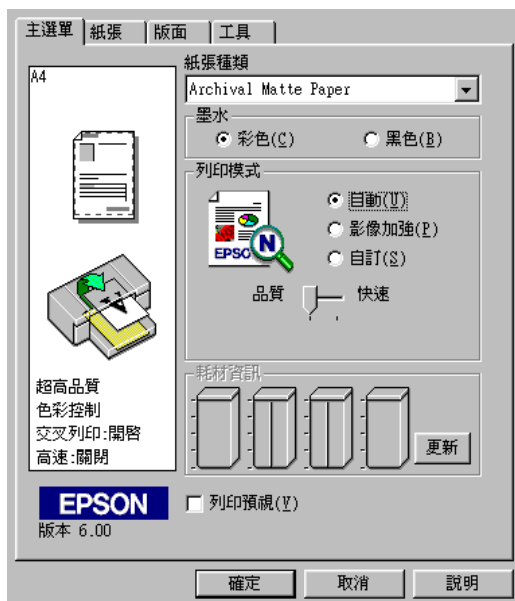 主選單 紙張 版面 工具
A4
紙張種類
Archival Matte Paper
墨水
彩色(C) 黑色(B)
列印模式
自動(U)
影像加強(P)
自訂(S)
EPSO
N
品質 快速
耗材資訊
更新
超高品質
色彩控制
交叉列印:開啓
高速:關閉
EPSON
版本 6.00
列印預視(V)
確定 取消 說明